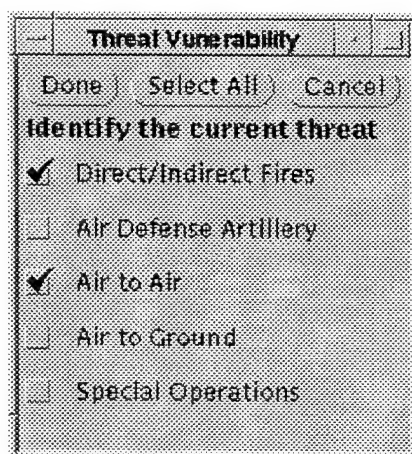 Threat Vunerability
Done Select All Cancel
Identify the current threat
Direct/Indirect Fires
Air Defense Artillery
Air to Air
Air to Ground
Special Operations